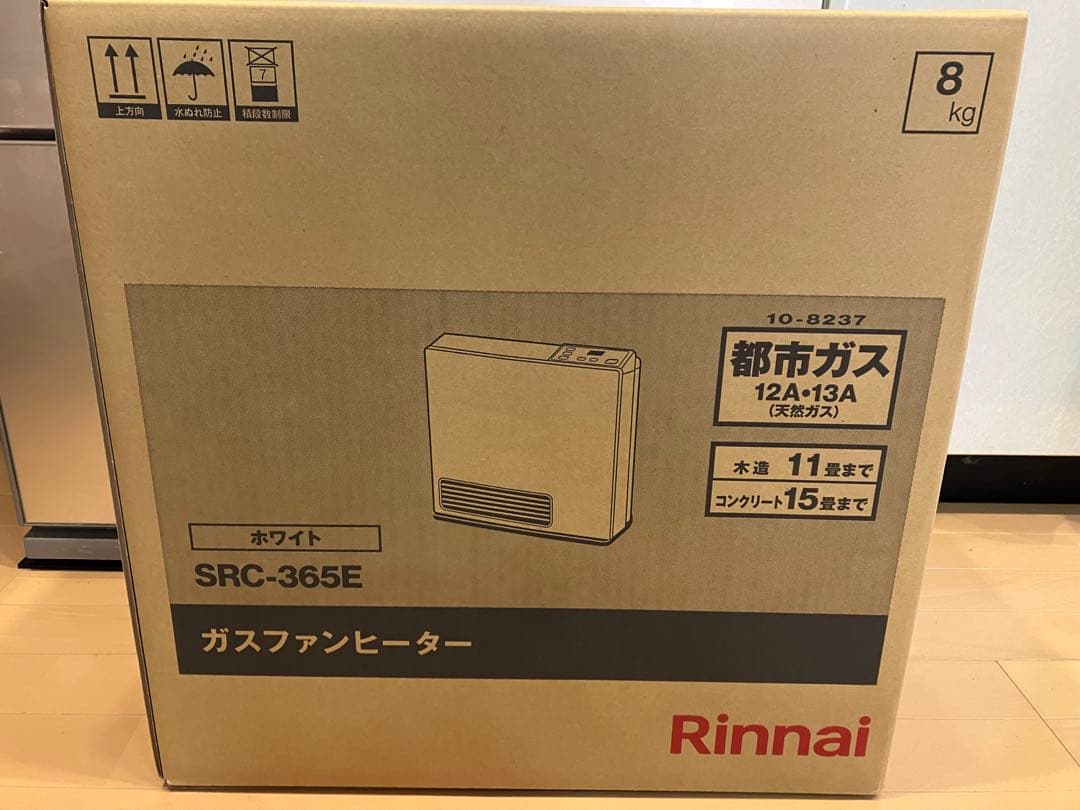 上方向
水ぬれ防止
7
積段数制限
8
kg
10-8237
都市ガス
12A・13A
(天然ガス)
木造 11畳まで
コンクリート15畳まで
ホワイト
SRC-365E
ガスファンヒーター
Rinnai